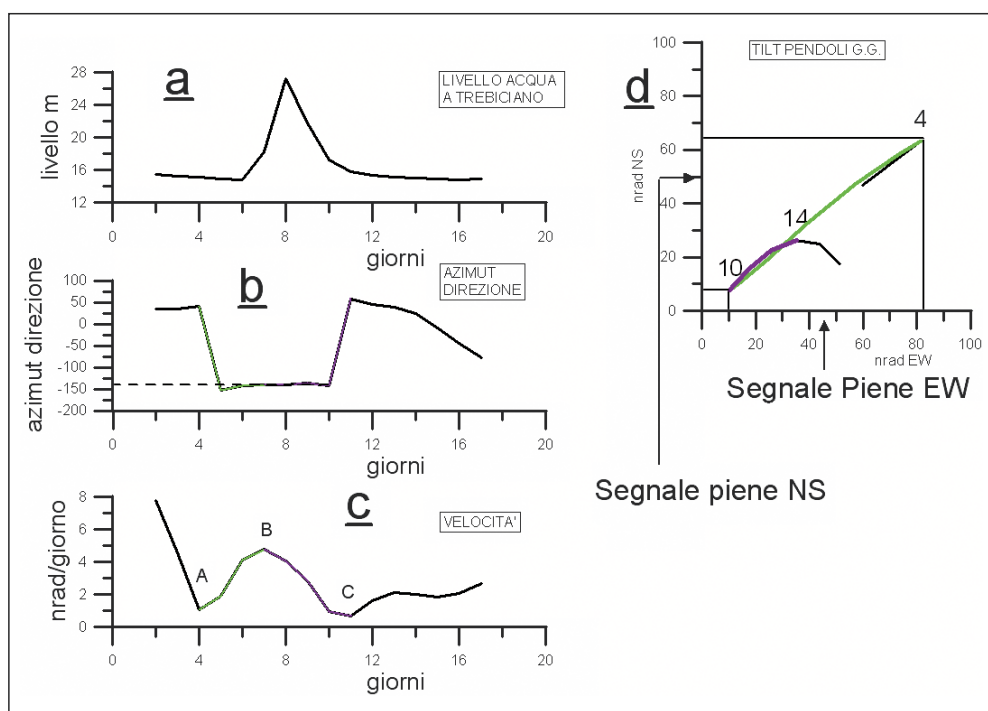 a
LIVELLO ACQUA
A TREBICIANO
livello m
28
24
20
16
12
0 4 8 12 16 20
giorni
b
AZIMUT
DIREZIONE
azimut direzione
100
50
0
-50
-100
-150
-200
0 4 8 12 16 20
giorni
c
VELOCITA'
nrad/giorno
8
6
4
2
0
A
B
C
0 4 8 12 16 20
giorni
d
TILT PENDOLI G.G.
nrad NS
100
80
60
40
20
0
4
14
10
0 20 40 60 80 100
nrad EW
Segnale Piene EW
Segnale piene NS